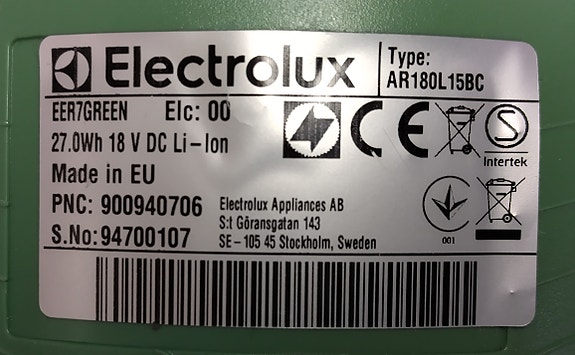 Electrolux
Type:
AR180L15BC
EER7GREEN Elc: 00
27.0Wh 18 V DC Li-Ion
Made in EU
PNC: 900940706
S.No:94700107
Electrolux Appliances AB
S:t Göransgatan 143
SE-105 45 Stockholm, Sweden
CE
S
Intertek
001